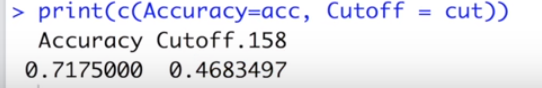 > print(c(Accuracy=acc, Cutoff = cut))
Accuracy Cutoff.158
0.7175000 0.4683497